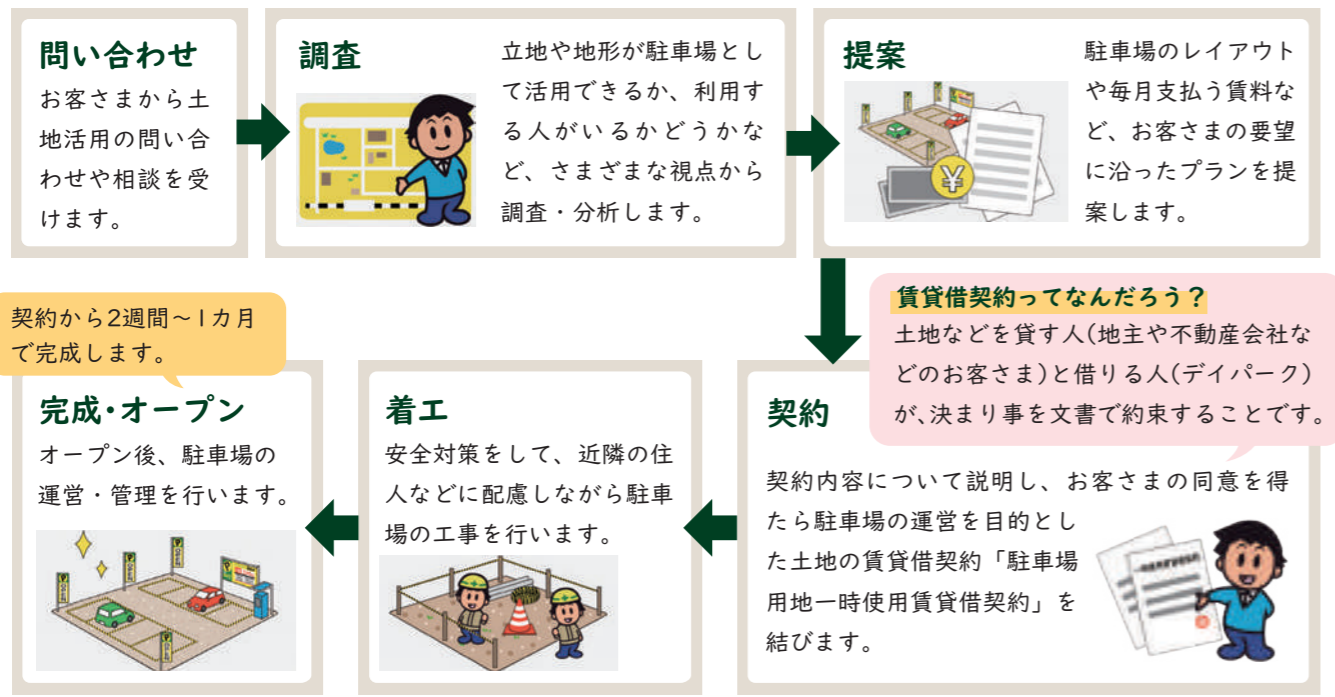 問い合わせ
お客さまから土
地活用の問い合
わせや相談を受
けます。
調査
立地や地形が駐車場とし
て活用できるか、利用す
る人がいるかどうかな
ど、さまざまな視点から
調査・分析します。
提案
駐車場のレイアウト
や毎月支払う賃料な
ど、お客さまの要望
に沿ったプランを提
案します。
¥
賃貸借契約ってなんだろう？
土地などを貸す人(地主や不動産会社な
どのお客さま)と借りる人(デイパーク)
が、決まり事を文書で約束することです。
契約
契約内容について説明し、お客さまの同意を得
たら駐車場の運営を目的とし
た土地の賃貸借契約「駐車場
用地一時使用賃貸借契約」を
結びます。
着工
安全対策をして、近隣の住
人などに配慮しながら駐車
場の工事を行います。
契約から2週間〜1カ月
で完成します。
完成・オープン
オープン後、駐車場の
運営・管理を行います。